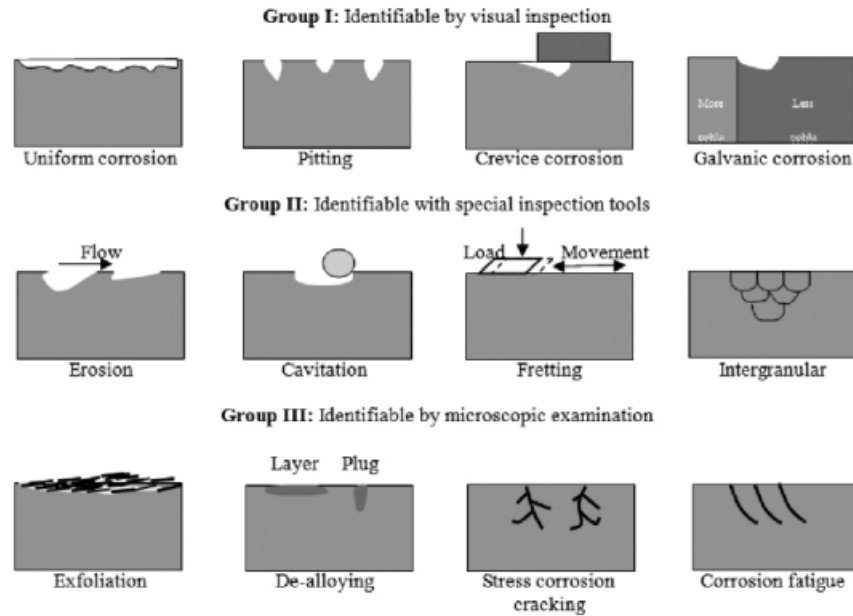 Group I: Identifiable by visual inspection
More noble
Less noble
Uniform corrosion
Pitting
Crevice corrosion
Galvanic corrosion
Group II: Identifiable with special inspection tools
Flow
Load
Movement
Erosion
Cavitation
Fretting
Intergranular
Group III: Identifiable by microscopic examination
Layer
Plug
Exfoliation
De-alloying
Stress corrosion
cracking
Corrosion fatigue